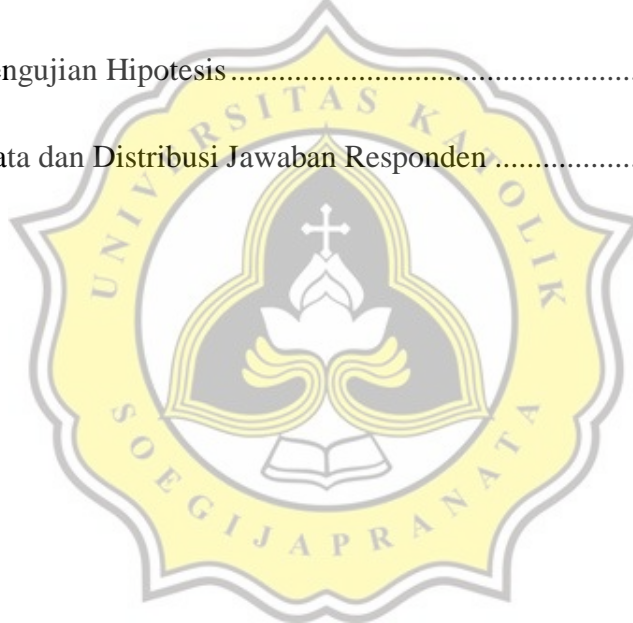 engujian Hipotesis......................................................
ata dan Distribusi Jawaban Responden ..................
UNIVERSITAS KATOLIK
SOEGIJAPRANATA